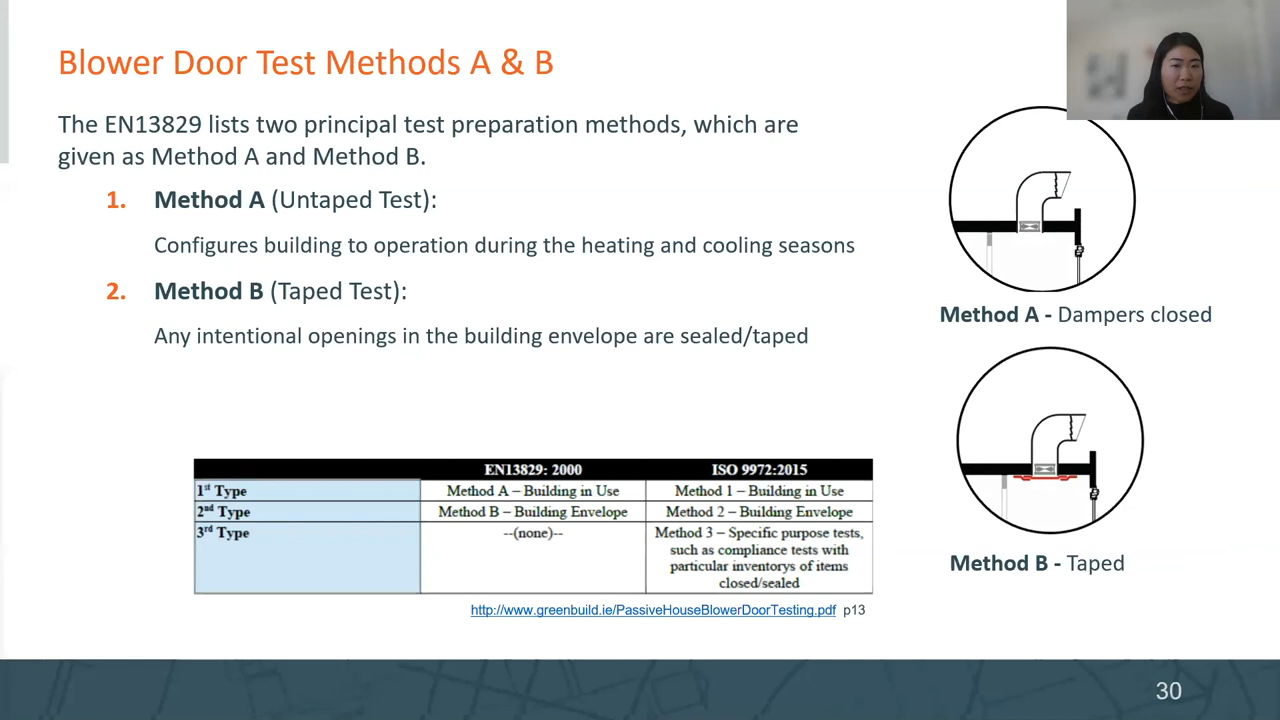 Blower Door Test Methods A & B
The EN13829 lists two principal test preparation methods, which are
given as Method A and Method B.
1. Method A (Untaped Test):
Configures building to operation during the heating and cooling seasons
2. Method B (Taped Test):
Any intentional openings in the building envelope are sealed/taped
Method A - Dampers closed
Method B - Taped
EN13829: 2000 ISO 9972:2015
1st Type Method A – Building in Use Method 1 – Building in Use
2nd Type Method B – Building Envelope Method 2 – Building Envelope
3rd Type --(none)-- Method 3 – Specific purpose tests,
such as compliance tests with
particular inventorys of items
closed/sealed
http://www.greenbuild.ie/PassiveHouseBlowerDoorTesting.pdf p13
30